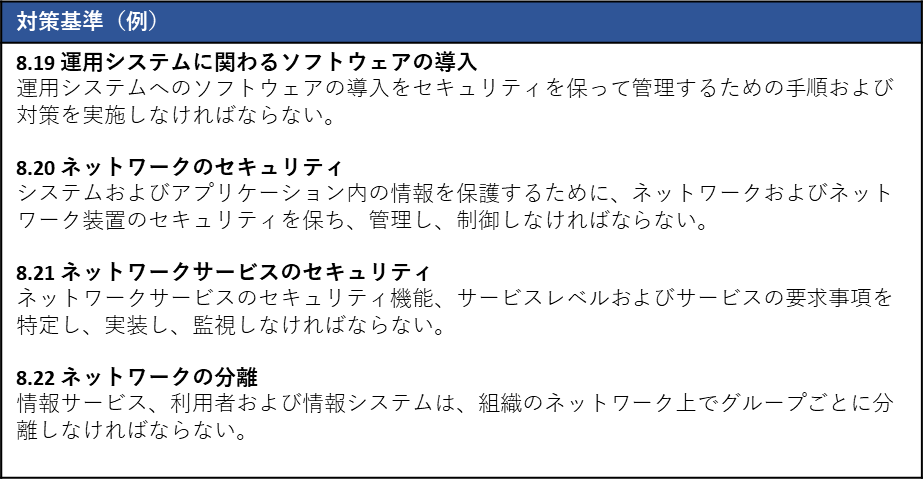 対策基準（例）
8.19 運用システムに関わるソフトウェアの導入
運用システムへのソフトウェアの導入をセキュリティを保って管理するための手順および
対策を実施しなければならない。
8.20 ネットワークのセキュリティ
システムおよびアプリケーション内の情報を保護するために、ネットワークおよびネット
ワーク装置のセキュリティを保ち、管理し、制御しなければならない。
8.21 ネットワークサービスのセキュリティ
ネットワークサービスのセキュリティ機能、サービスレベルおよびサービスの要求事項を
特定し、実装し、監視しなければならない。
8.22 ネットワークの分離
情報サービス、利用者および情報システムは、組織のネットワーク上でグループごとに分
離しなければならない。